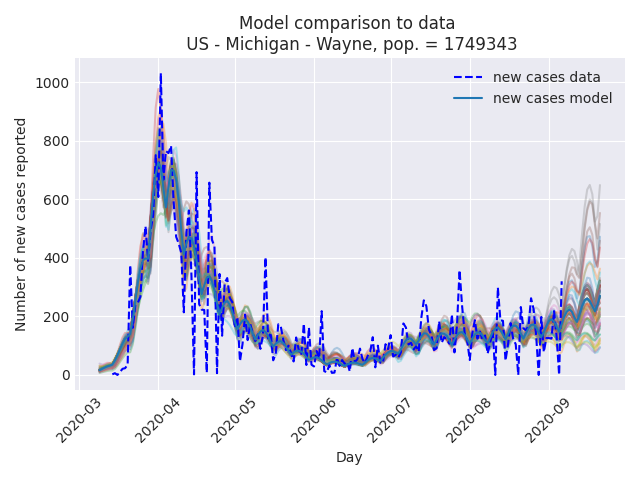 Model comparison to data
US - Michigan - Wayne, pop. = 1749343
new cases data
new cases model
Number of new cases reported
1000
800
600
400
200
0
2020-03
2020-04
2020-05
2020-06
2020-07
2020-08
2020-09
Day